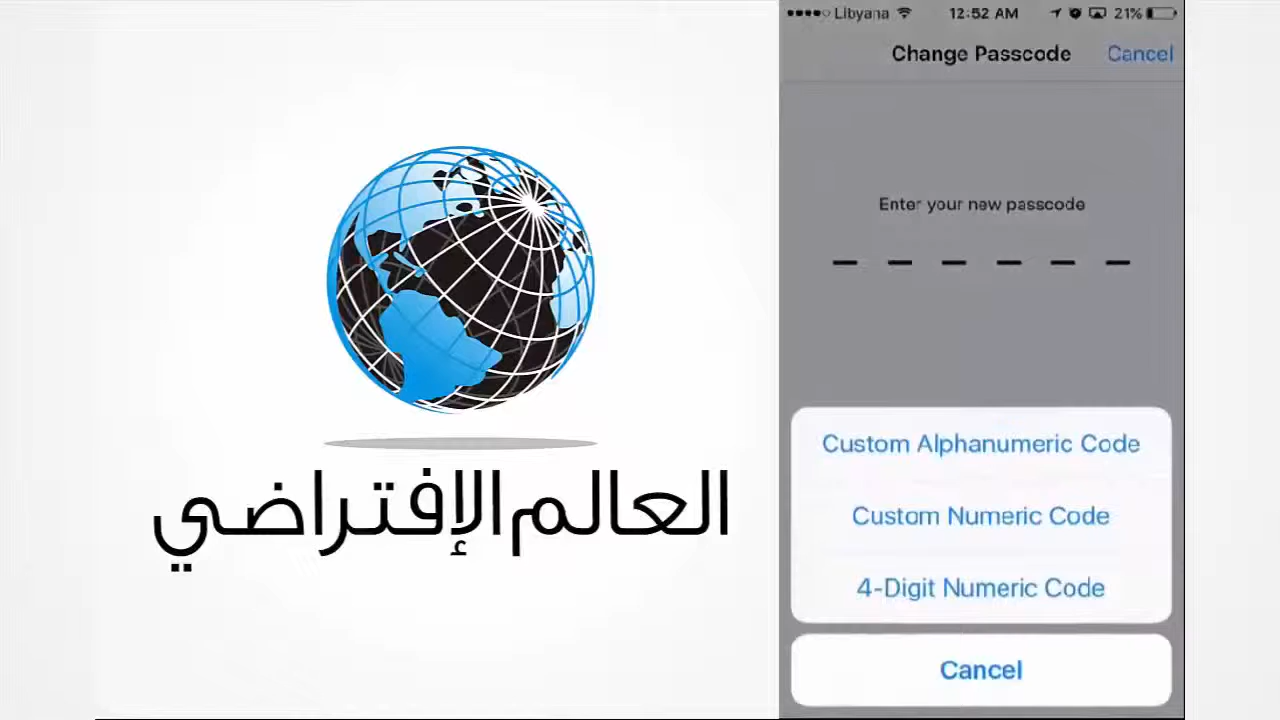 العالم الإفتراضي
Libyana 12:52 AM 21%
Change Passcode Cancel
Enter your new passcode
Custom Alphanumeric Code
Custom Numeric Code
4-Digit Numeric Code
Cancel